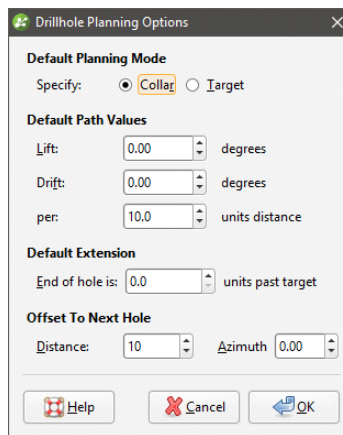 Drillhole Planning Options
Default Planning Mode
Specify: Collar Target
Default Path Values
Lift: 0.00 degrees
Drift: 0.00 degrees
per: 10.0 units distance
Default Extension
End of hole is: 0.0 units past target
Offset To Next Hole
Distance: 10 Azimuth 0.00
Help Cancel OK